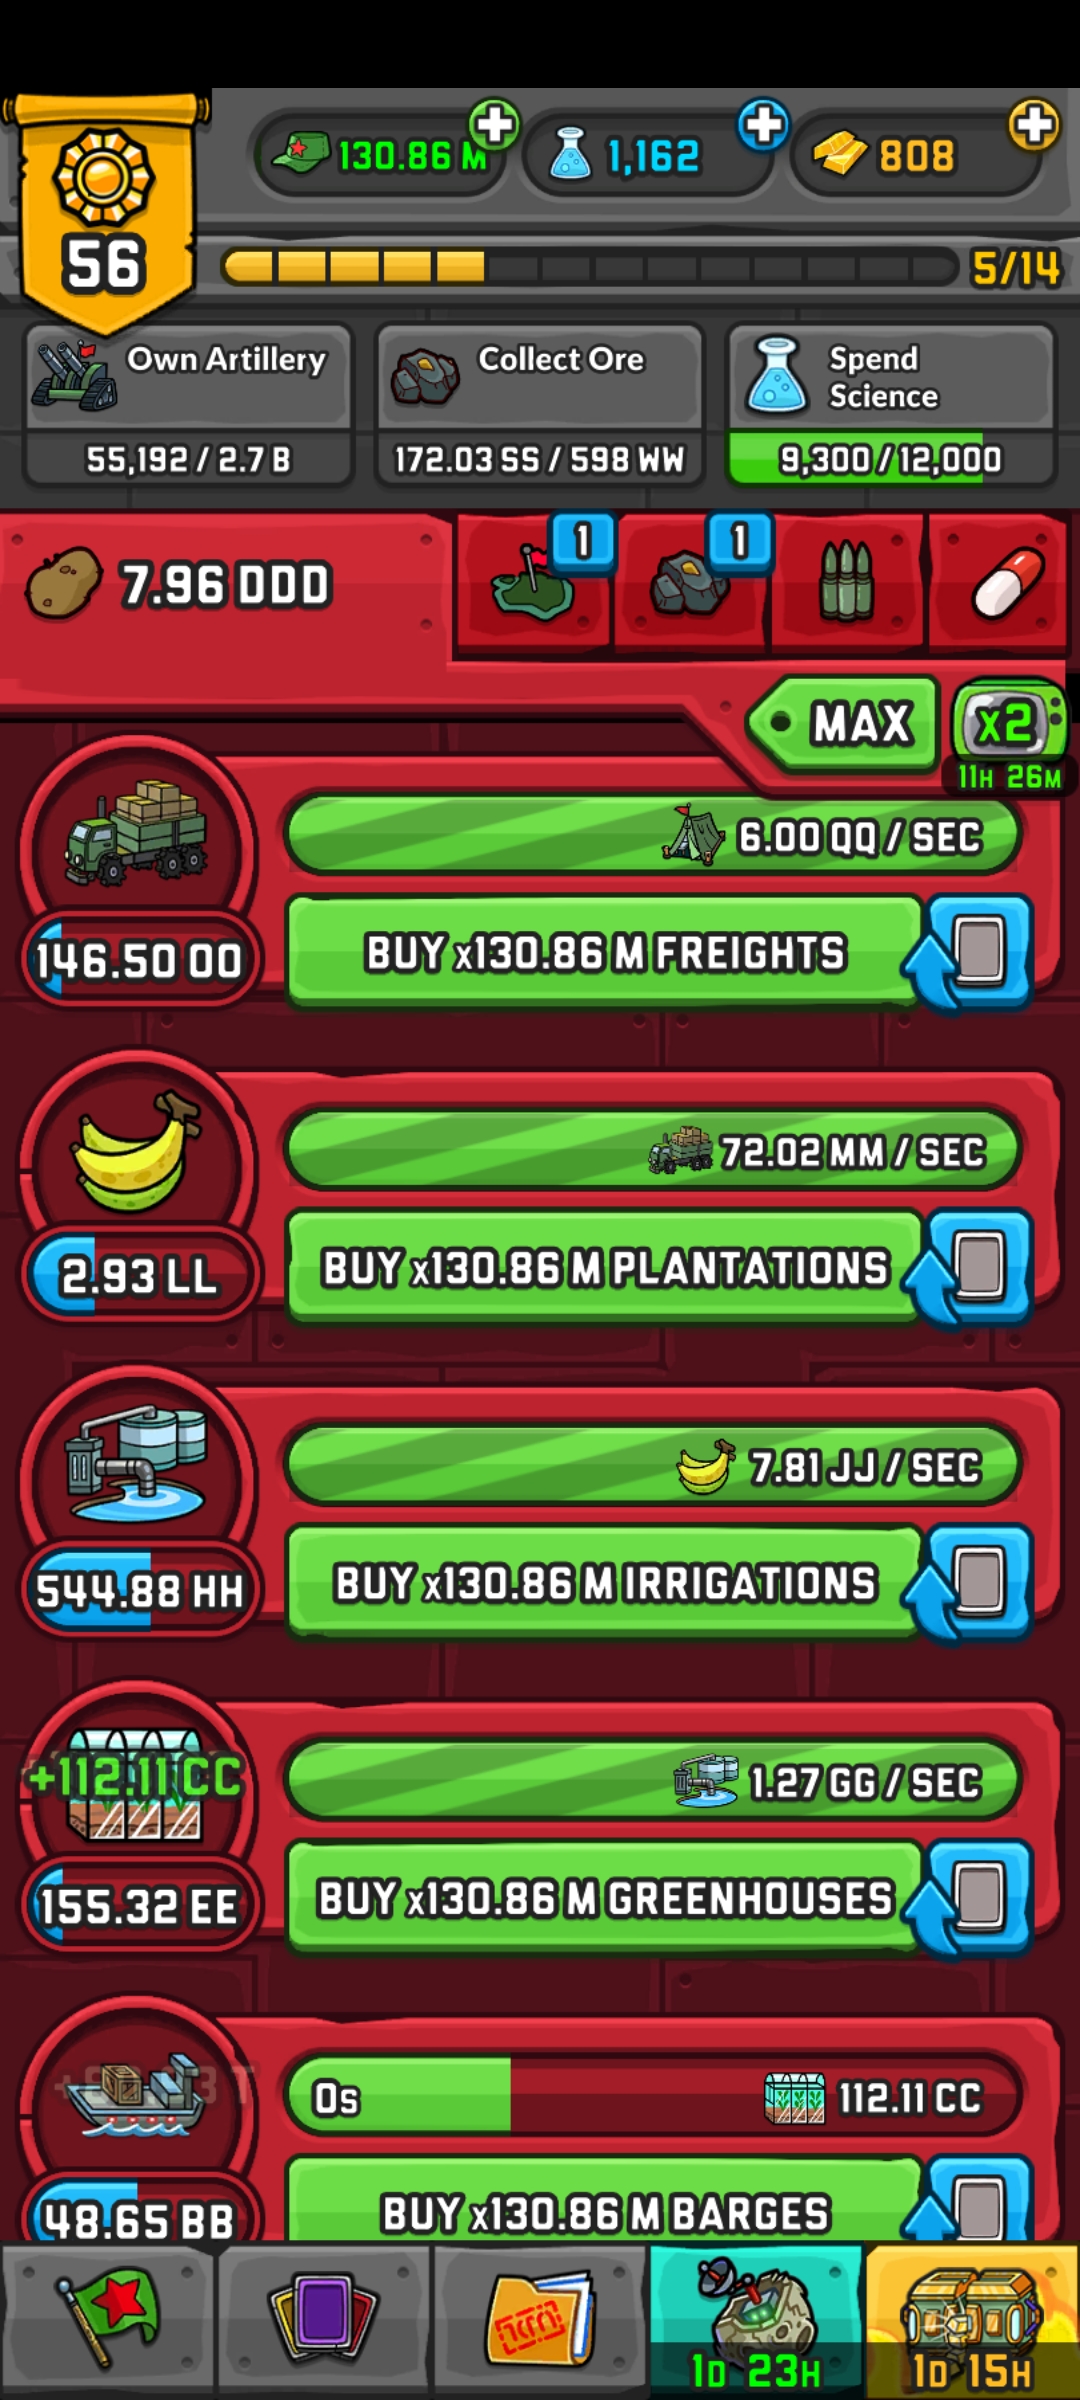 130.86 M
1,162
808
56
5/14
Own Artillery
55,192 / 2.7 B
Collect Ore
172.03 SS / 598 WW
Spend
Science
9,300 / 12,000
7.96 DDD
1
1
MAX
x2
11H 26M
6.00 QQ / SEC
146.50 OO
BUY x130.86 M FREIGHTS
72.02 MM / SEC
2.93 LL
BUY x130.86 M PLANTATIONS
7.81 JJ / SEC
544.88 HH
BUY x130.86 M IRRIGATIONS
+112.11 CC
1.27 GG / SEC
155.32 EE
BUY x130.86 M GREENHOUSES
0s
112.11 CC
48.65 BB
BUY x130.86 M BARGES
1D 23H
1D 15H